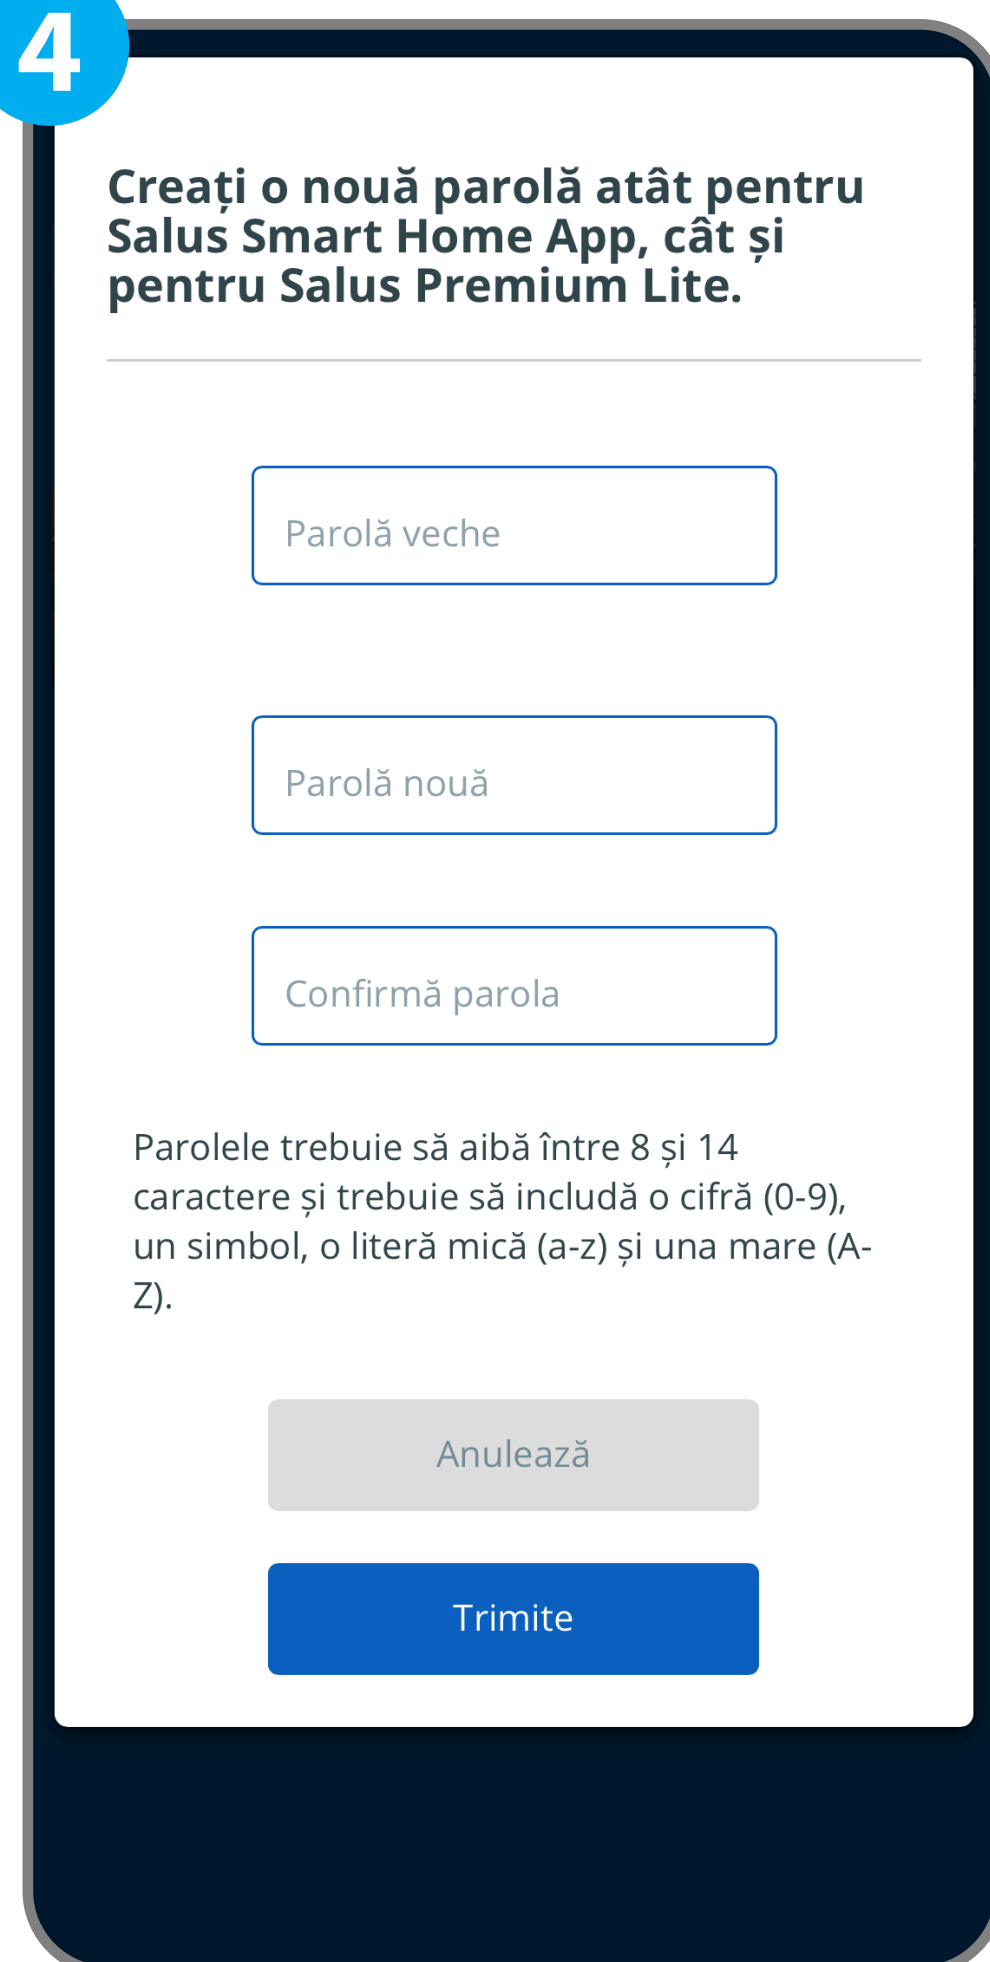 4
Creați o nouă parolă atât pentru
Salus Smart Home App, cât și
pentru Salus Premium Lite.
Parolă veche
Parolă nouă
Confirmă parola
Parolele trebuie să aibă între 8 și 14
caractere și trebuie să includă o cifră (0-9),
un simbol, o literă mică (a-z) și una mare (A-
Z).
Anulează
Trimite